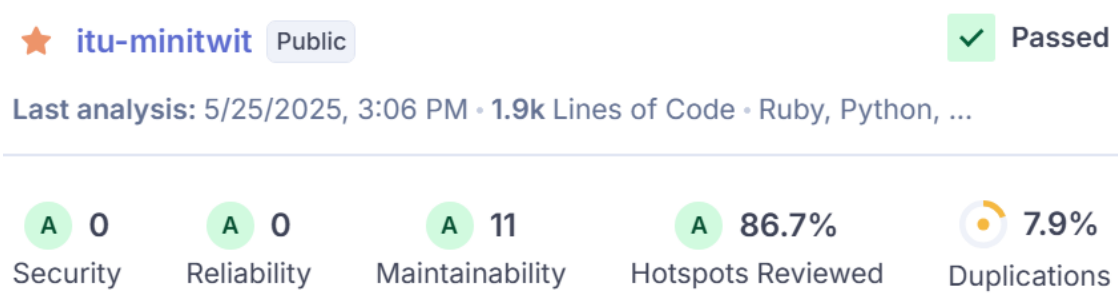 itu-minitwit Public Passed
Last analysis: 5/25/2025, 3:06 PM • 1.9k Lines of Code • Ruby, Python, ...
A 0 A 0 A 11 A 86.7% 7.9%
Security Reliability Maintainability Hotspots Reviewed Duplications